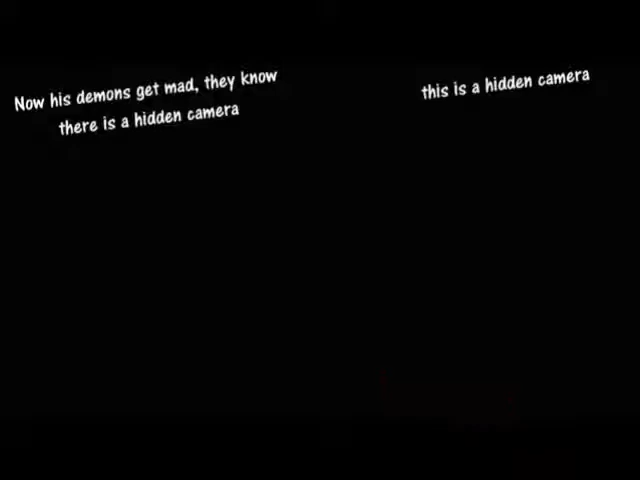 Now his demons get mad, they know
there is a hidden camera
this is a hidden camera